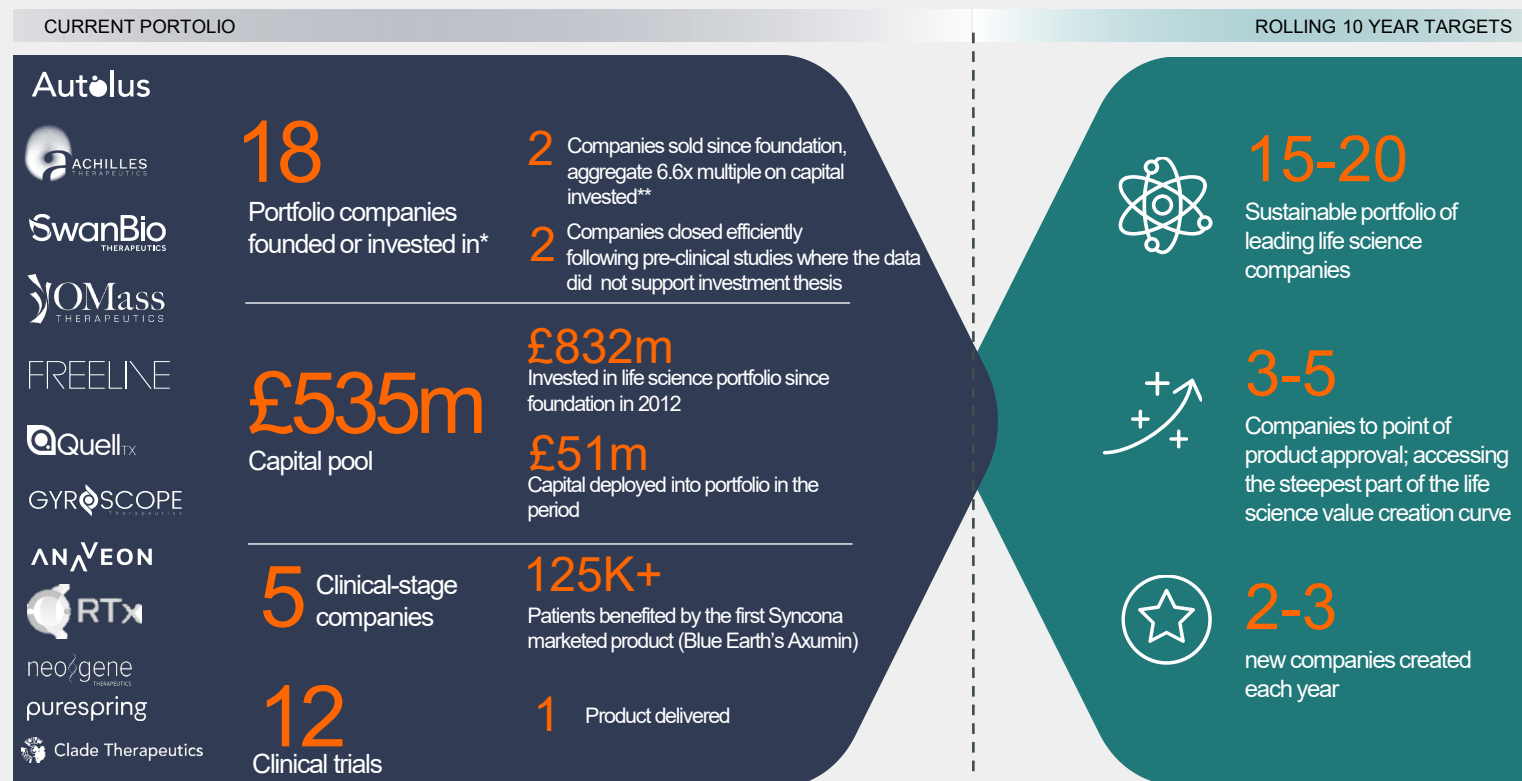 CURRENT PORTOLIO
ROLLING 10 YEAR TARGETS
Autolus
ACHILLES
THERAPEUTICS
SwanBio
THERAPEUTICS
OMass
THERAPEUTICS
FREELINE
Quell TX
GYROSCOPE
Therapeutics
ANAVEON
RTx
neogene
THERAPEUTICS
purespring
Clade Therapeutics
18
Portfolio companies
founded or invested in*
2
Companies sold since foundation,
aggregate 6.6x multiple on capital
invested**
2
Companies closed efficiently
following pre-clinical studies where the data
did not support investment thesis
£535m
Capital pool
£832m
Invested in life science portfolio since
foundation in 2012
£51m
Capital deployed into portfolio in the
period
5
Clinical-stage
companies
125K+
Patients benefited by the first Syncona
marketed product (Blue Earth's Axumin)
12
Clinical trials
1
Product delivered
15-20
Sustainable portfolio of
leading life science
companies
3-5
Companies to point of
product approval; accessing
the steepest part of the life
science value creation curve
2-3
new companies created
each year